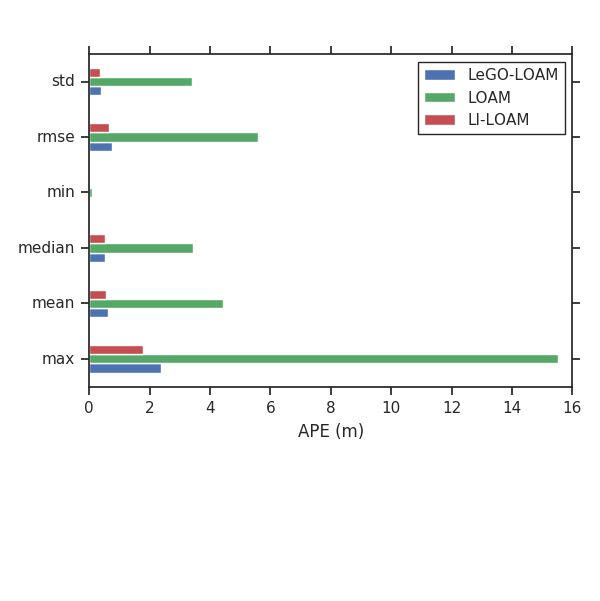 std
rmse
min
median
mean
max
LeGO-LOAM
LOAM
LI-LOAM
0 2 4 6 8 10 12 14 16
APE (m)